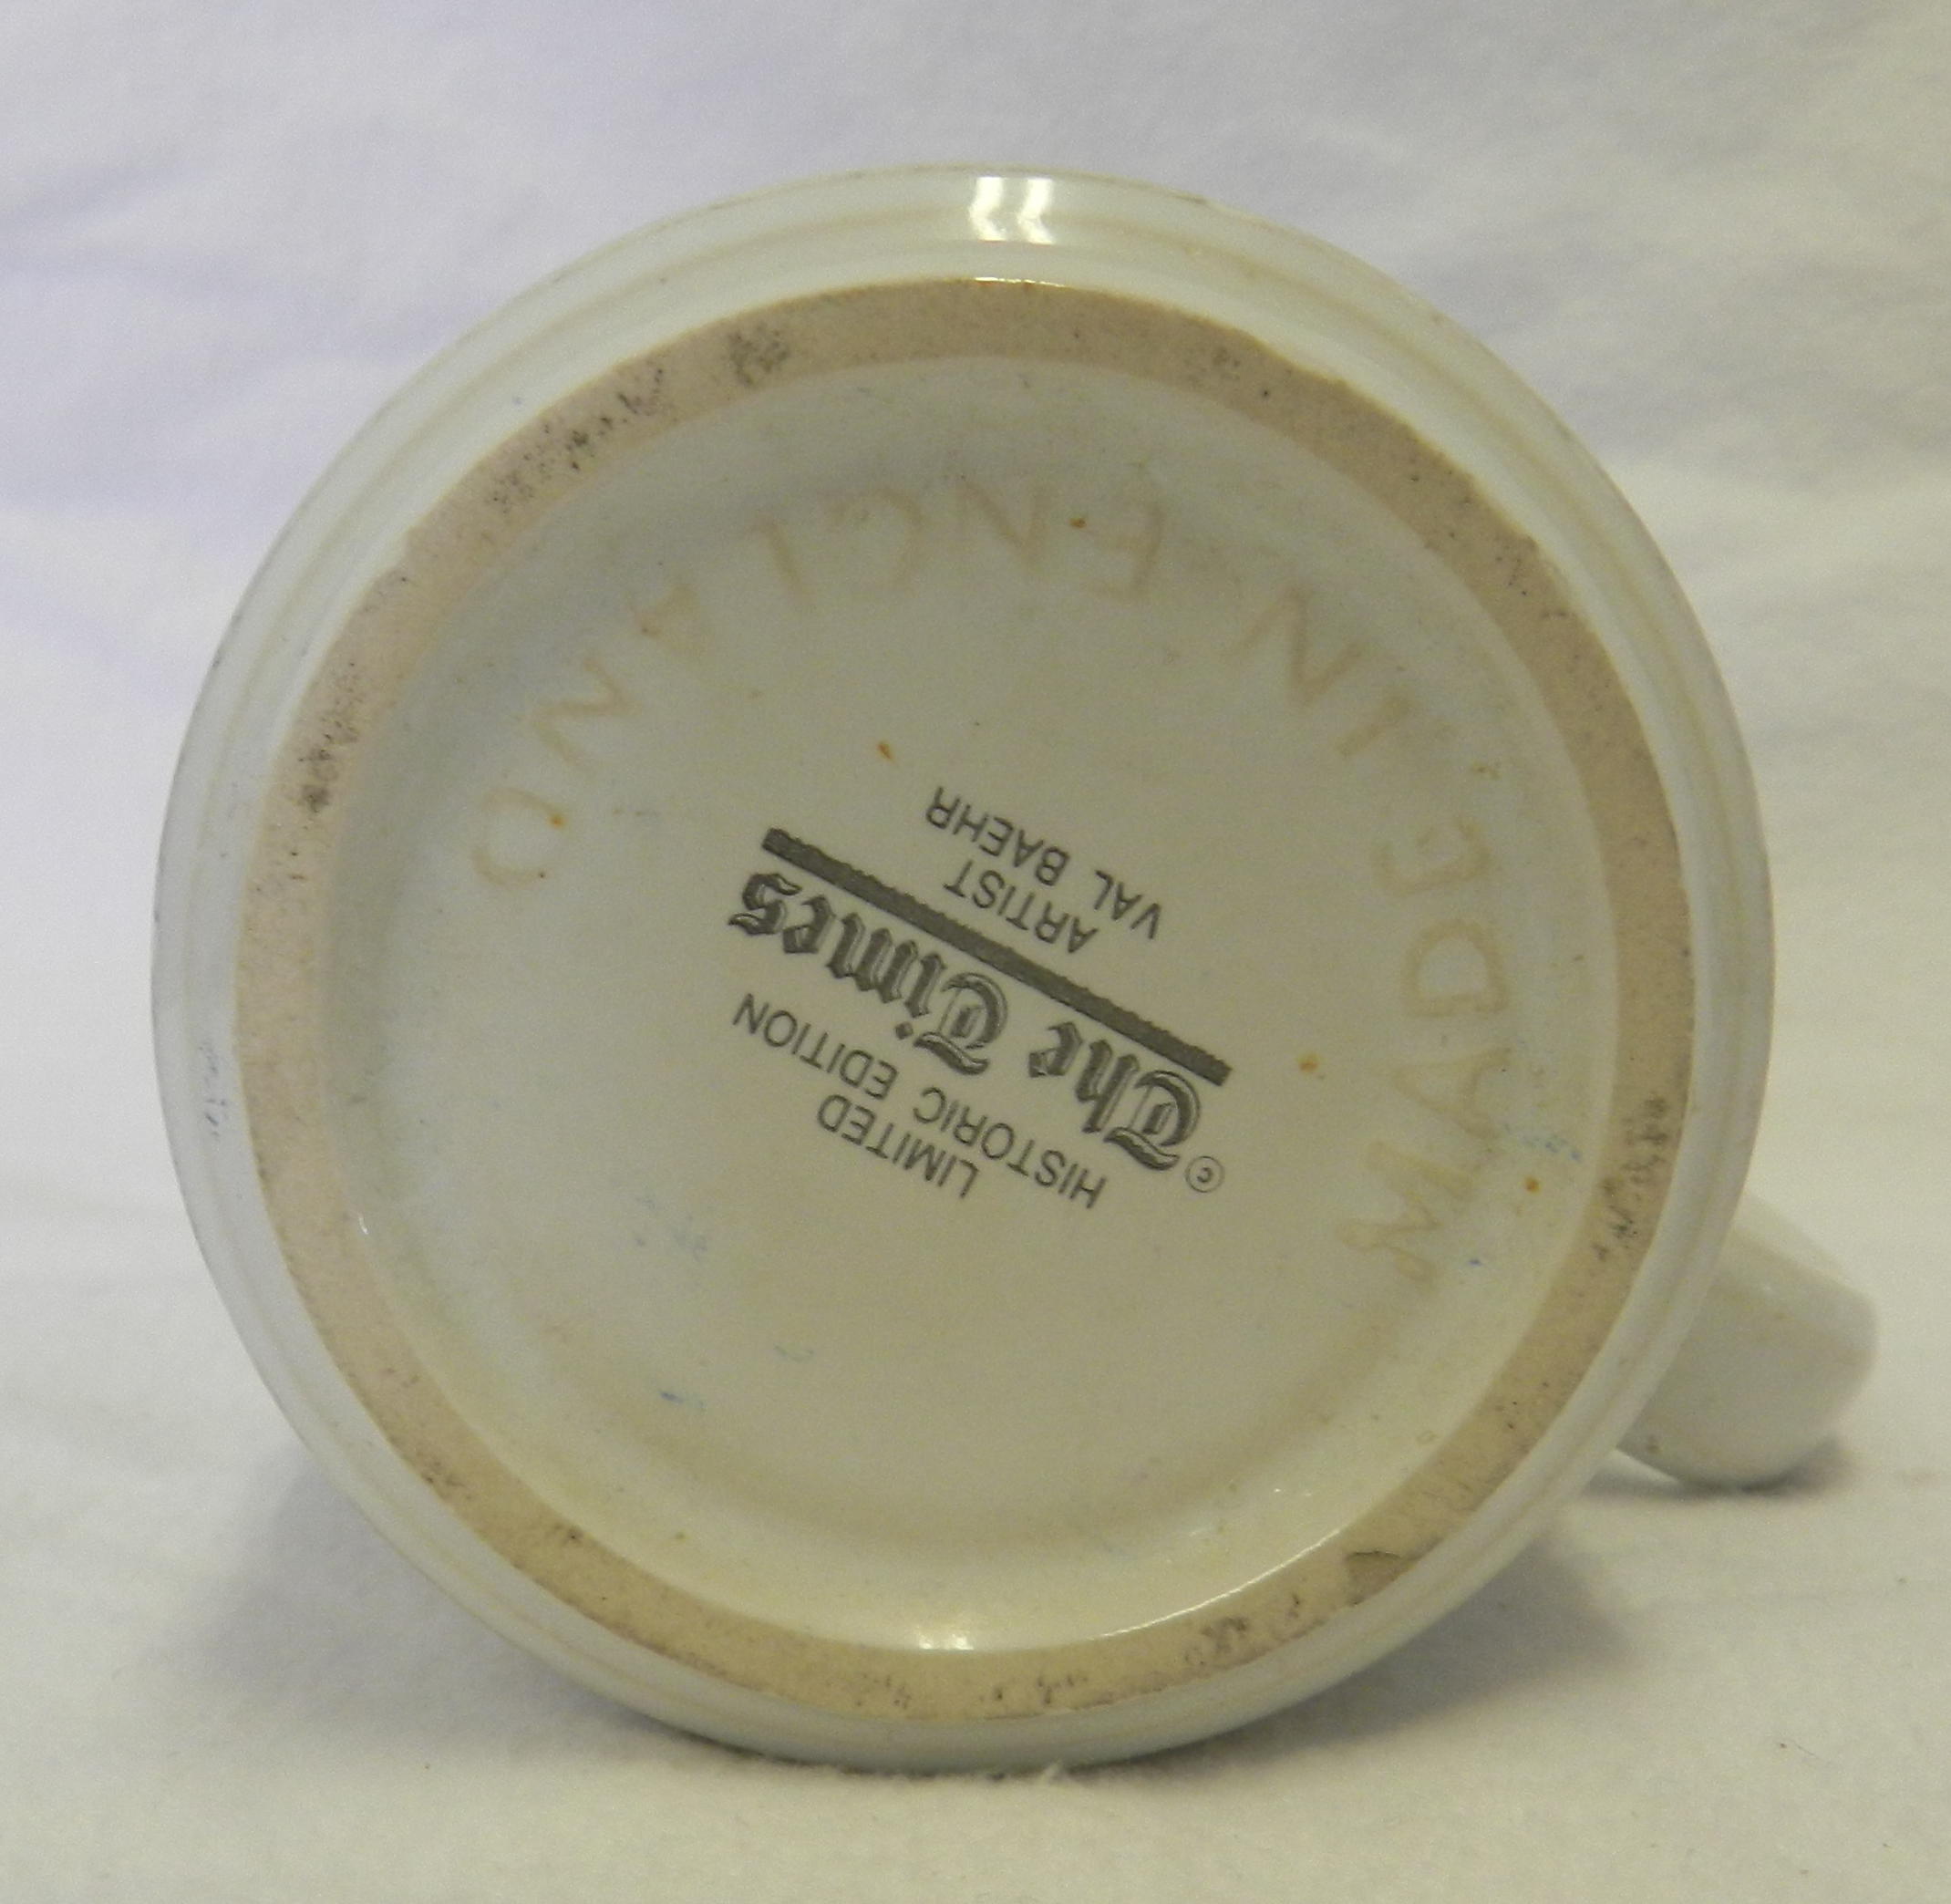 LIMITED
HISTORIC EDITION
© The Times
ARTIST
VAL BAEHR
MADE IN ENGLAND